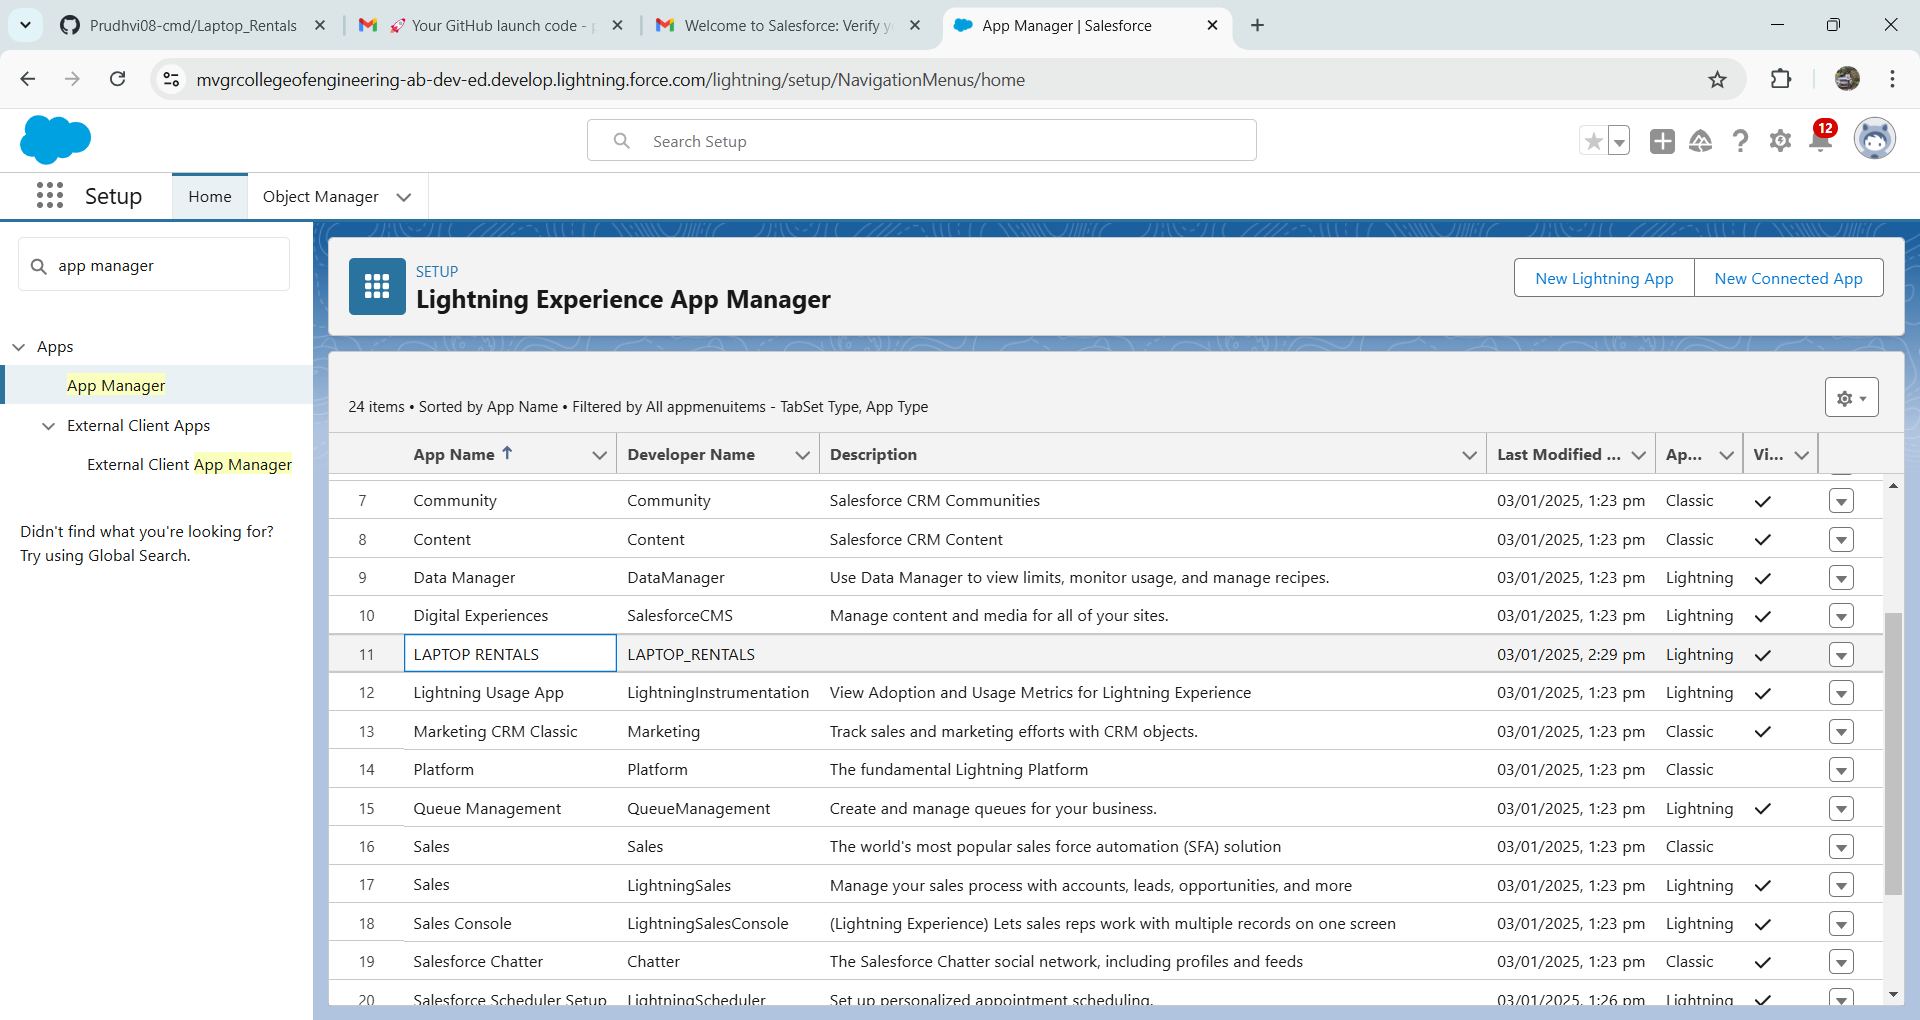 Prudhvi08-cmd/Laptop_Rentals
🚀 Your GitHub launch code - p
Welcome to Salesforce: Verify y
App Manager | Salesforce
mvgrcollegeofengineering-ab-dev-ed.develop.lightning.force.com/lightning/setup/NavigationMenus/home
Search Setup
12
Setup
Home
Object Manager
app manager
Apps
App Manager
External Client Apps
External Client App Manager
Didn't find what you're looking for?
Try using Global Search.
SETUP
Lightning Experience App Manager
New Lightning App
New Connected App
24 items • Sorted by App Name • Filtered by All appmenuitems - TabSet Type, App Type
App Name Developer Name Description Last Modified ... Ap... Vi...
7 Community Community Salesforce CRM Communities 03/01/2025, 1:23 pm Classic
8 Content Content Salesforce CRM Content 03/01/2025, 1:23 pm Classic
9 Data Manager DataManager Use Data Manager to view limits, monitor usage, and manage recipes. 03/01/2025, 1:23 pm Lightning
10 Digital Experiences SalesforceCMS Manage content and media for all of your sites. 03/01/2025, 1:23 pm Lightning
11 LAPTOP RENTALS LAPTOP_RENTALS 03/01/2025, 2:29 pm Lightning
12 Lightning Usage App LightningInstrumentation View Adoption and Usage Metrics for Lightning Experience 03/01/2025, 1:23 pm Lightning
13 Marketing CRM Classic Marketing Track sales and marketing efforts with CRM objects. 03/01/2025, 1:23 pm Classic
14 Platform Platform The fundamental Lightning Platform 03/01/2025, 1:23 pm Classic
15 Queue Management QueueManagement Create and manage queues for your business. 03/01/2025, 1:23 pm Lightning
16 Sales Sales The world's most popular sales force automation (SFA) solution 03/01/2025, 1:23 pm Classic
17 Sales LightningSales Manage your sales process with accounts, leads, opportunities, and more 03/01/2025, 1:23 pm Lightning
18 Sales Console LightningSalesConsole (Lightning Experience) Lets sales reps work with multiple records on one screen 03/01/2025, 1:23 pm Lightning
19 Salesforce Chatter Chatter The Salesforce Chatter social network, including profiles and feeds 03/01/2025, 1:23 pm Classic
20 Salesforce Scheduler Setup LightningScheduler Set up personalized appointment scheduling. 03/01/2025, 1:26 pm Lightning